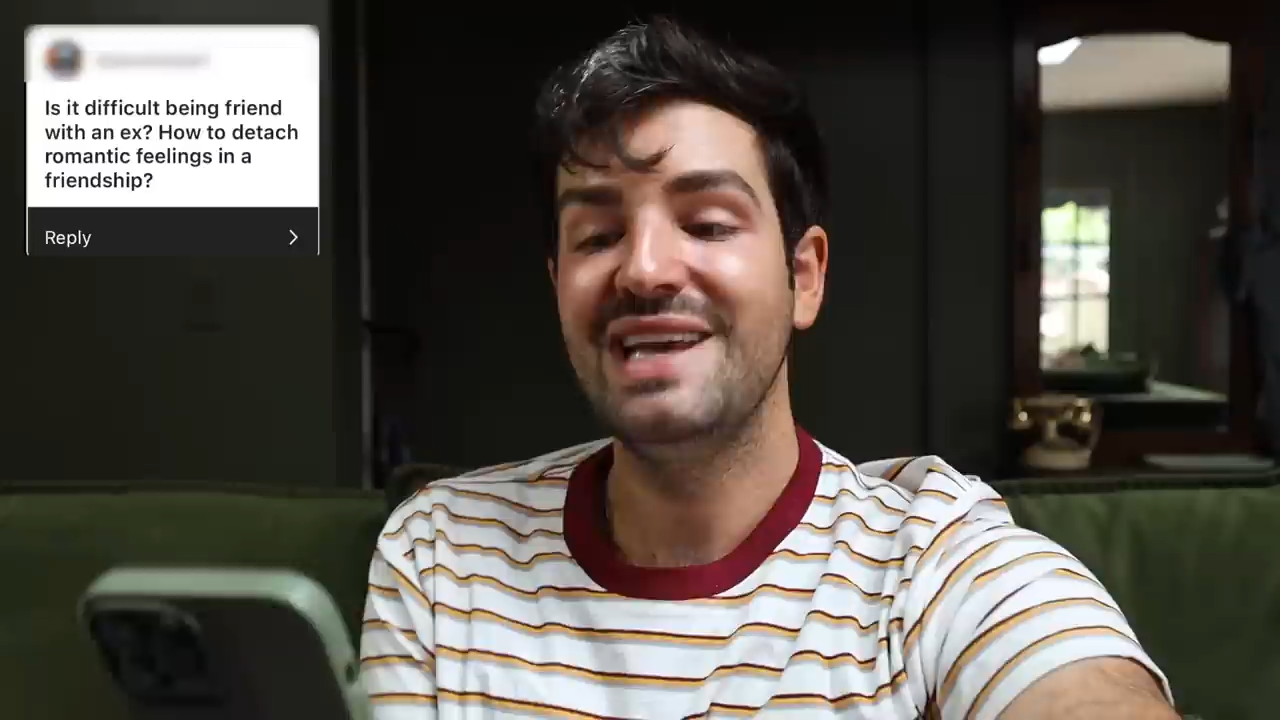 Is it difficult being friend
with an ex? How to detach
romantic feelings in a
friendship?
Reply